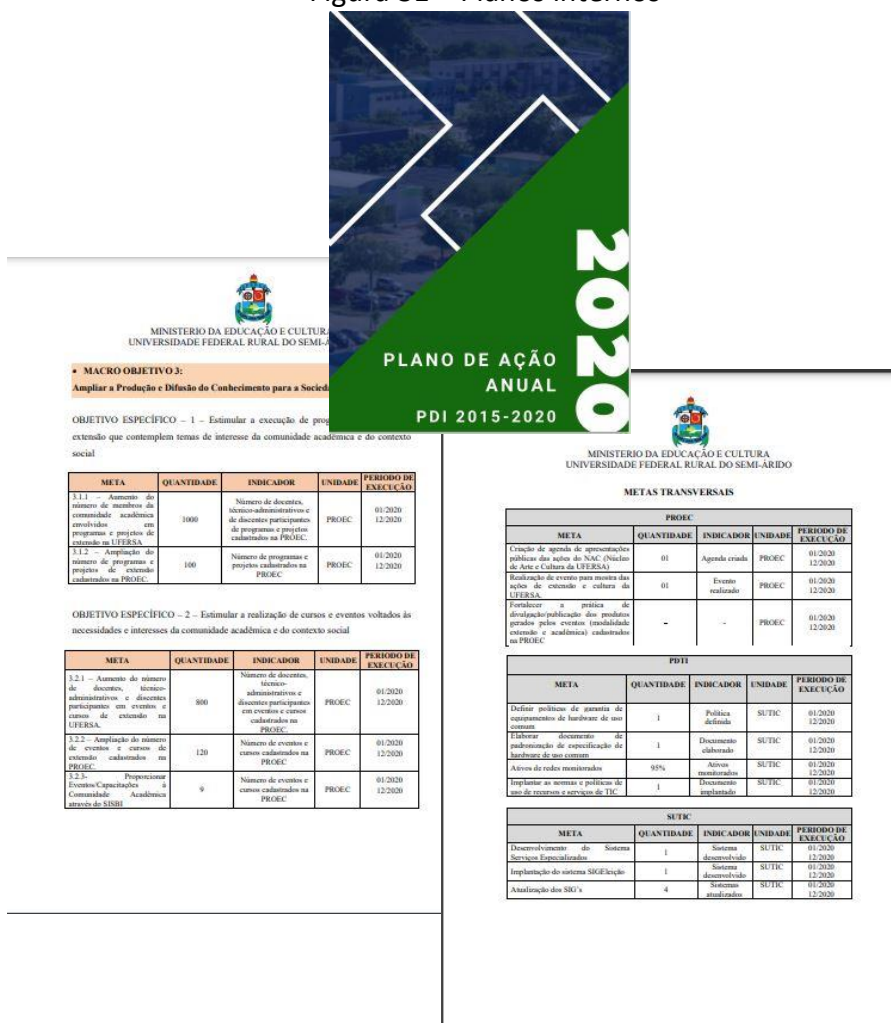 PLANO DE AÇÃO
ANUAL
PDI 2015-2020
2020
MINISTERIO DA EDUCAÇÃO E CULTURA
UNIVERSIDADE FEDERAL RURAL DO SEMI-Á
• MACRO OBJETIVO 3:
Ampliar a Produção e Difusão do Conhecimento para a Socieda
OBJETIVO ESPECÍFICO – 1 – Estimular a execução de prog
extensão que contemplem temas de interesse da comunidade acadêmica e do contexto
social
META QUANTIDADE INDICADOR UNIDADE PERIODO DE
EXECUÇÃO
3.1.1 – Aumento do
número de membros da
comunidade acadêmica
envolvidos em
programas e projetos de
extensão na UFERSA
1000
Número de docentes,
técnico-administrativos e
de discentes participantes
de programas e projetos
cadastrados na PROEC.
PROEC
01/2020
12/2020
3.1.2 – Ampliação do
número de programas e
projetos de extensão
cadastrados na PROEC.
100
Número de programas e
projetos cadastrados na
PROEC
PROEC
01/2020
12/2020
OBJETIVO ESPECÍFICO – 2 – Estimular a realização de cursos e eventos voltados às
necessidades e interesses da comunidade acadêmica e do contexto social
META QUANTIDADE INDICADOR UNIDADE PERIODO DE
EXECUÇÃO
3.2.1 – Aumento do número
de docentes, técnico-
administrativos e discentes
participantes em eventos e
cursos de extensão na
UFERSA.
800
Número de docentes,
técnico-
administrativos e
discentes participantes
em eventos e cursos
cadastrados na
PROEC.
PROEC
01/2020
12/2020
3.2.2 – Ampliação do número
de eventos e cursos de
extensão cadastrados na
PROEC.
120
Número de eventos e
cursos cadastrados na
PROEC
PROEC
01/2020
12/2020
3.2.3- Proporcionar
Eventos/Capacitações à
Comunidade Acadêmica
através do SISBI
9
Número de eventos e
cursos cadastrados na
PROEC
PROEC
01/2020
12/2020
MINISTERIO DA EDUCAÇÃO E CULTURA
UNIVERSIDADE FEDERAL RURAL DO SEMI-ÁRIDO
METAS TRANSVERSAIS
PROEC
META QUANTIDADE INDICADOR UNIDADE PERIODO DE
EXECUÇÃO
Criação de agenda de apresentações
públicas das ações do NAC (Núcleo
de Arte e Cultura da UFERSA)
01
Agenda criada
PROEC
01/2020
12/2020
Realização de evento para mostra das
ações de extensão e cultura da
UFERSA.
01
Evento
realizado
PROEC
01/2020
12/2020
Fortalecer a prática de
divulgação/publicação dos produtos
gerados pelos eventos (modalidade
extensão e acadêmica) cadastrados
na PROEC
-
-
PROEC
01/2020
12/2020
PDTI
META QUANTIDADE INDICADOR UNIDADE PERIODO DE
EXECUÇÃO
Definir políticas de garantia de
equipamentos de hardware de uso
comum
1
Política
definida
SUTIC
01/2020
12/2020
Elaborar documento de
padronização de especificação de
hardware de uso comum
1
Documento
elaborado
SUTIC
01/2020
12/2020
Ativos de redes monitorados
95%
Ativos
monitorados
SUTIC
01/2020
12/2020
Implantar as normas e políticas de
uso de recursos e serviços de TIC
1
Documento
implantado
SUTIC
01/2020
12/2020
SUTIC
META QUANTIDADE INDICADOR UNIDADE PERIODO DE
EXECUÇÃO
Desenvolvimento do Sistema
Serviços Especializados
1
Sistema
desenvolvido
SUTIC
01/2020
12/2020
Implantação do sistema SIGEleição
1
Sistema
desenvolvido
SUTIC
01/2020
12/2020
Atualização dos SIG's
4
Sistemas
atualizados
SUTIC
01/2020
12/2020